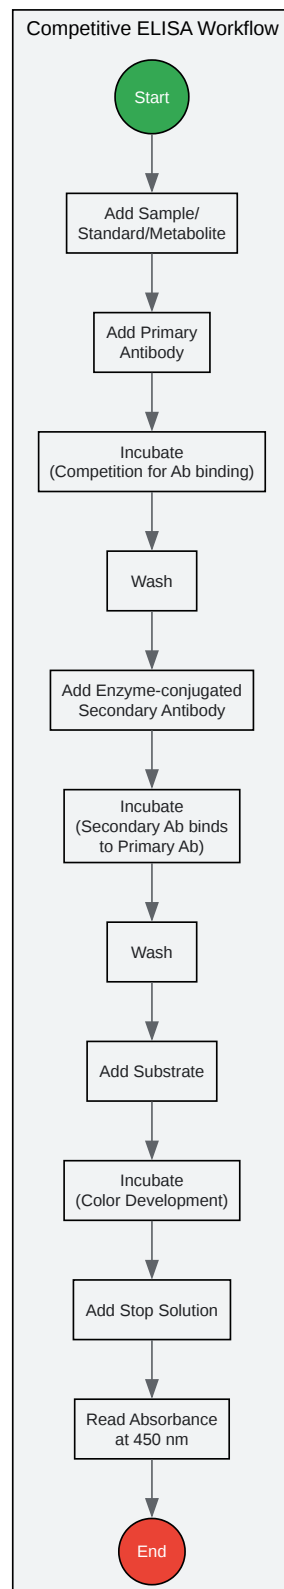 Competitive ELISA Workflow
Start
Add Sample/
Standard/Metabolite
Add Primary
Antibody
Incubate
(Competition for Ab binding)
Wash
Add Enzyme-conjugated
Secondary Antibody
Incubate
(Secondary Ab binds
to Primary Ab)
Wash
Add Substrate
Incubate
(Color Development)
Add Stop Solution
Read Absorbance
at 450 nm
End